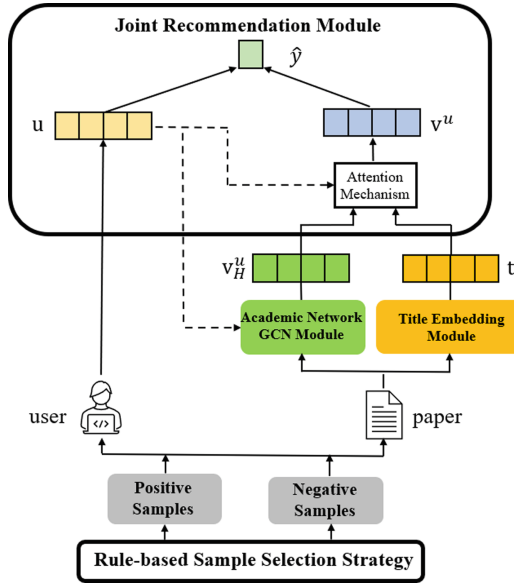 Joint Recommendation Module
ŷ
u
v^u
Attention
Mechanism
v_H^u
t
Academic Network
GCN Module
Title Embedding
Module
user
</>
paper
Positive
Samples
Negative
Samples
Rule-based Sample Selection Strategy